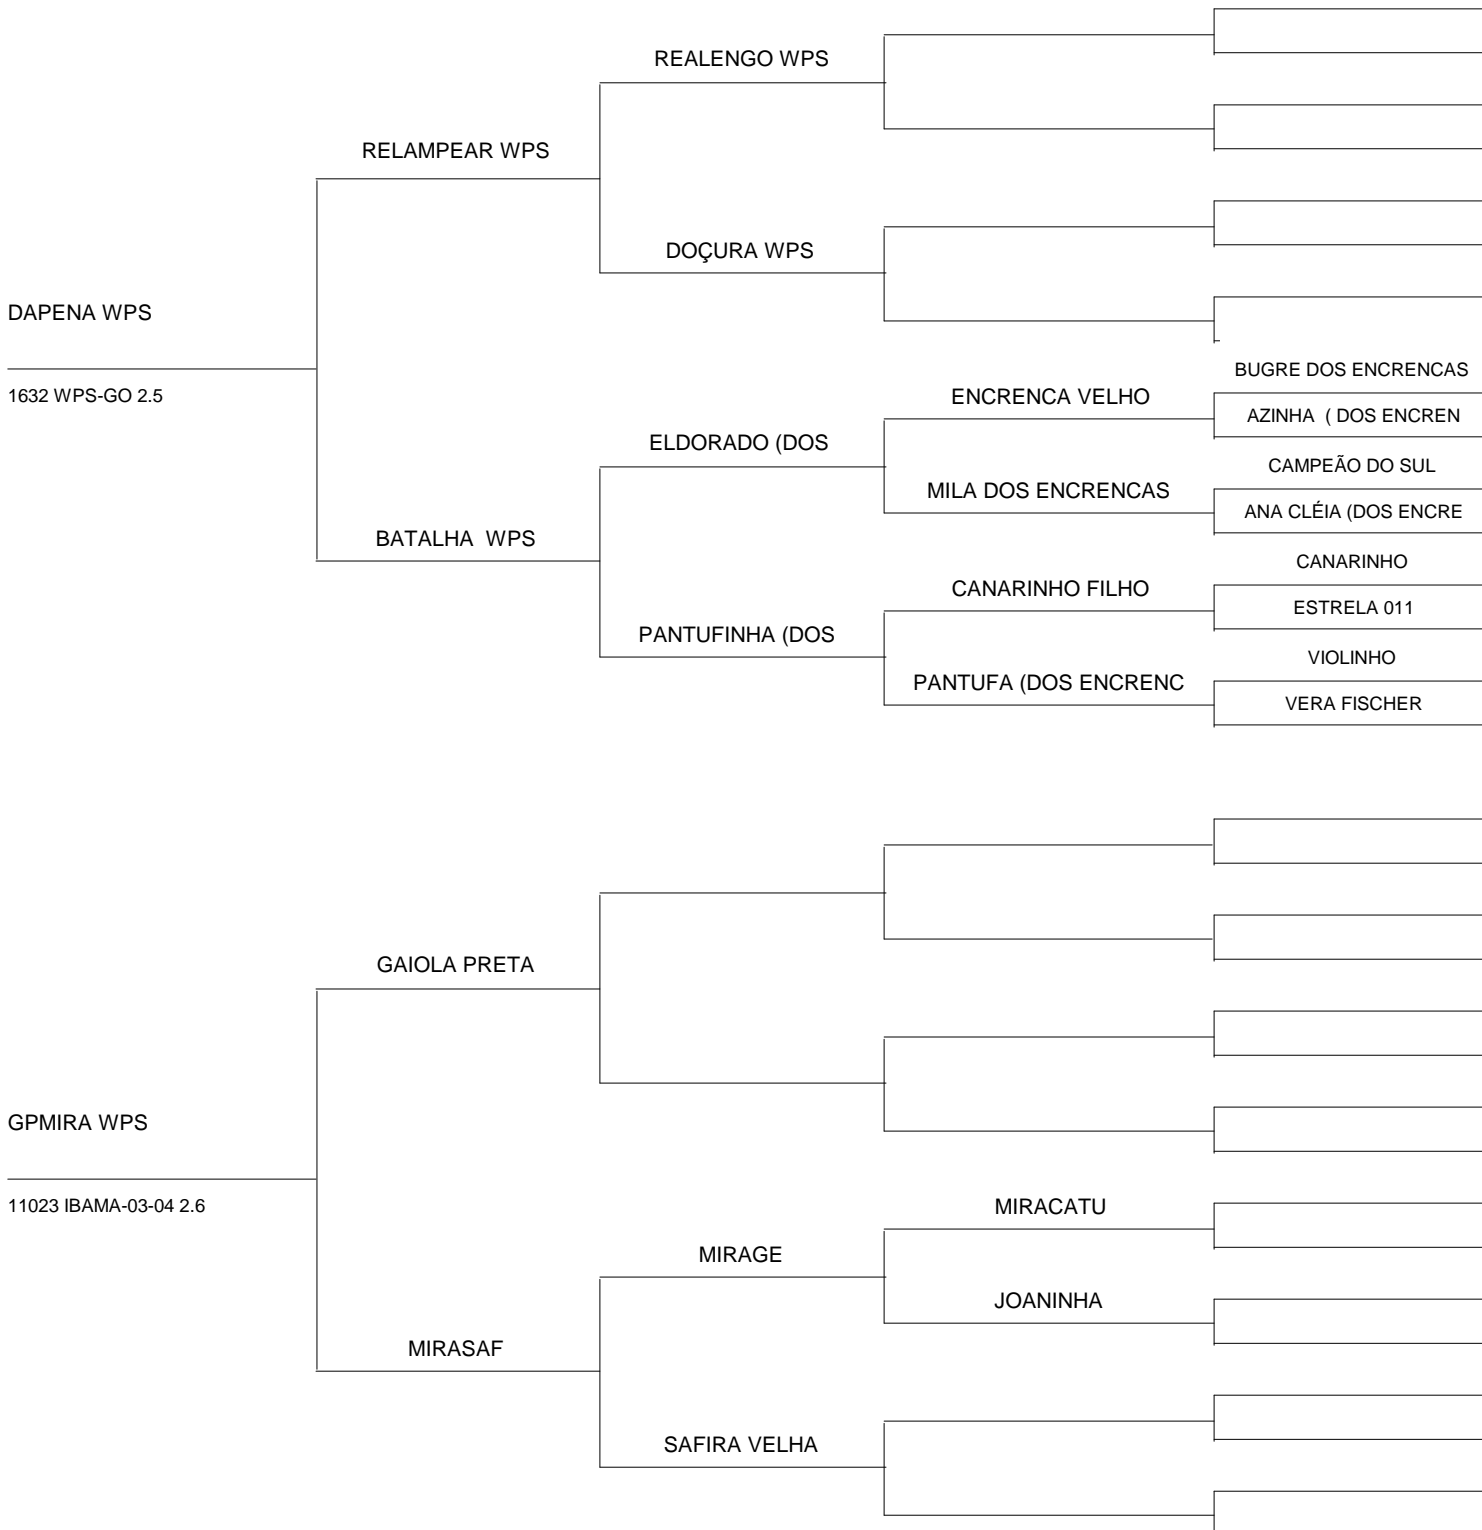 REALENGO WPS
RELAMPEAR WPS
DOÇURA WPS
DAPENA WPS
1632 WPS-GO 2.5
BUGRE DOS ENCRENCAS
ENCRENCA VELHO
AZINHA ( DOS ENCREN
ELDORADO (DOS
CAMPEÃO DO SUL
MILA DOS ENCRENCAS
ANA CLÉIA (DOS ENCRE
BATALHA WPS
CANARINHO
CANARINHO FILHO
ESTRELA 011
PANTUFINHA (DOS
VIOLINHO
PANTUFA (DOS ENCRENC
VERA FISCHER
GAIOLA PRETA
GPMIRA WPS
11023 IBAMA-03-04 2.6
MIRACATU
MIRAGE
JOANINHA
MIRASAF
SAFIRA VELHA